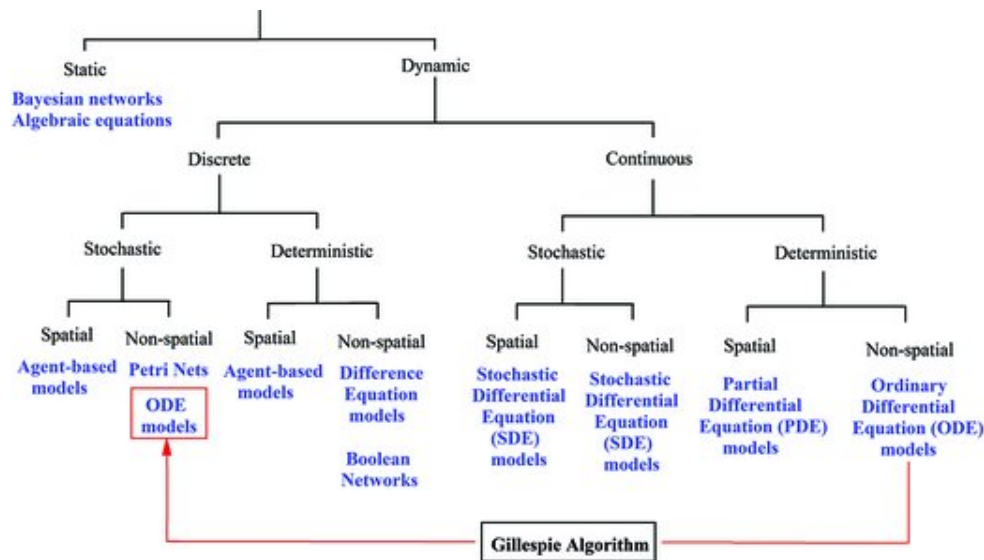 Static
Dynamic
Bayesian networks
Algebraic equations
Discrete
Continuous
Stochastic
Deterministic
Stochastic
Deterministic
Spatial
Non-spatial
Spatial
Non-spatial
Spatial
Non-spatial
Spatial
Non-spatial
Agent-based
models
Petri Nets
ODE
models
Agent-based
models
Difference
Equation
models
Boolean
Networks
Stochastic
Differential
Equation
(SDE)
models
Stochastic
Differential
Equation
(SDE)
models
Partial
Differential
Equation (PDE)
models
Ordinary
Differential
Equation (ODE)
models
Gillespie Algorithm